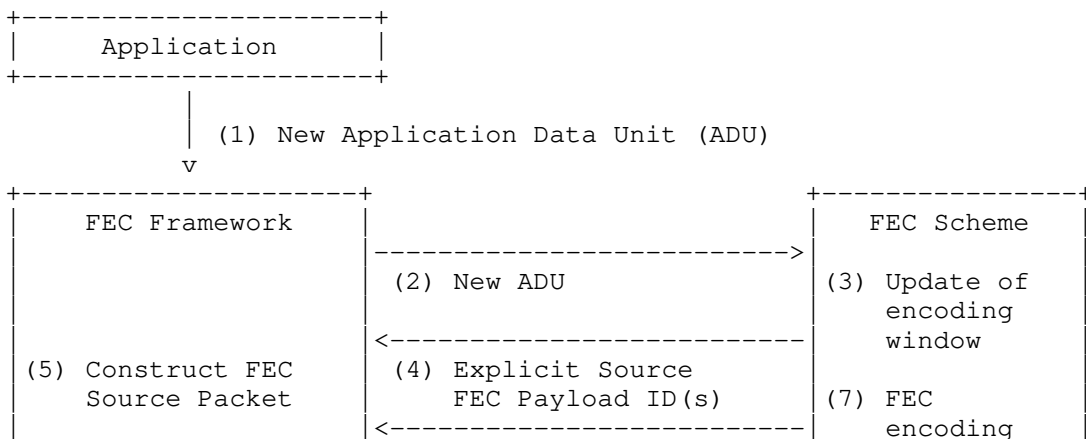 Application
(1) New Application Data Unit (ADU)
v
FEC Framework FEC Scheme
(2) New ADU (3) Update of
encoding
window
(5) Construct FEC (4) Explicit Source
Source Packet FEC Payload ID(s) (7) FEC
encoding